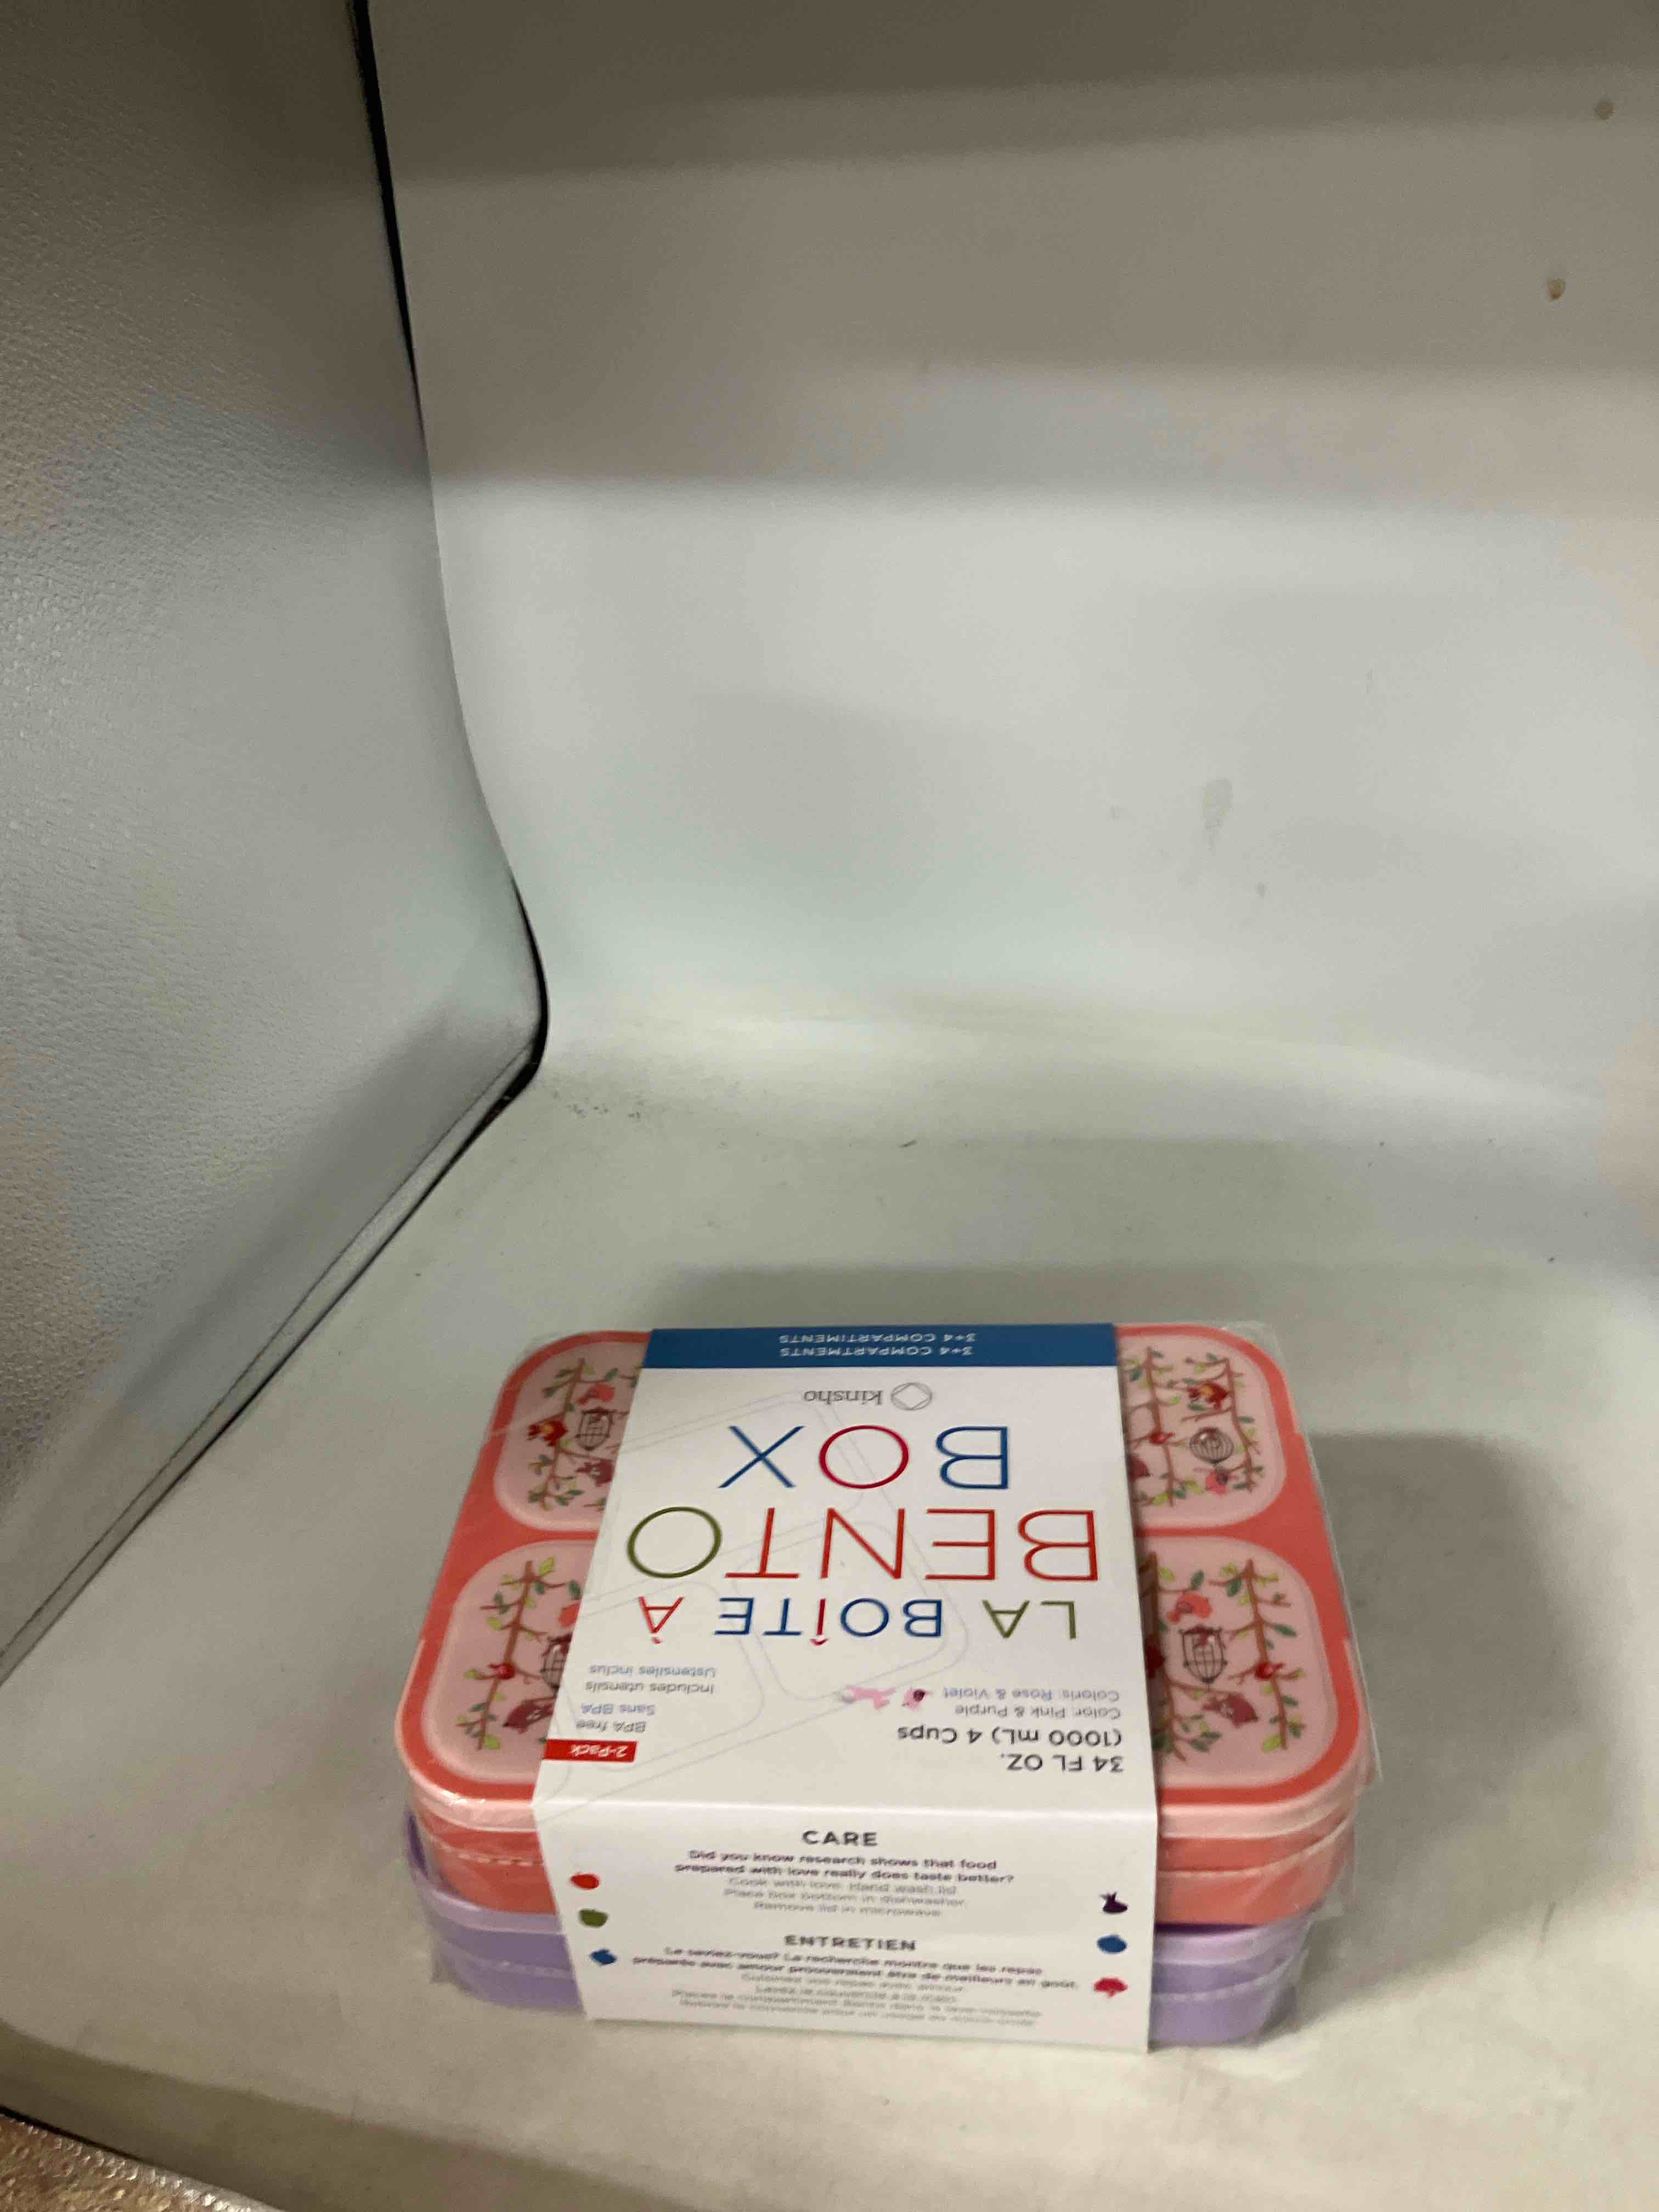 34 FL OZ.
(1000 mL) 4 Cups
Color: Pink & Purple
Coloris: Rose & Violet
2-Pack
BPA free
Sans BPA
Includes utensils
Ustensiles inclus
LA BOÎTE À
BENTO
BOX
kinsho
3+4 COMPARTMENTS
3+4 COMPARTIMENTS
CARE
Did you know research shows that food
prepared with love really does taste better?
Cook with love. Hand wash lid.
Place box bottom in dishwasher.
Remove lid in microwave.
ENTRETIEN
Le saviez-vous? La recherche montre que les repas
préparés avec amour prouveraient être de meilleurs en goût.